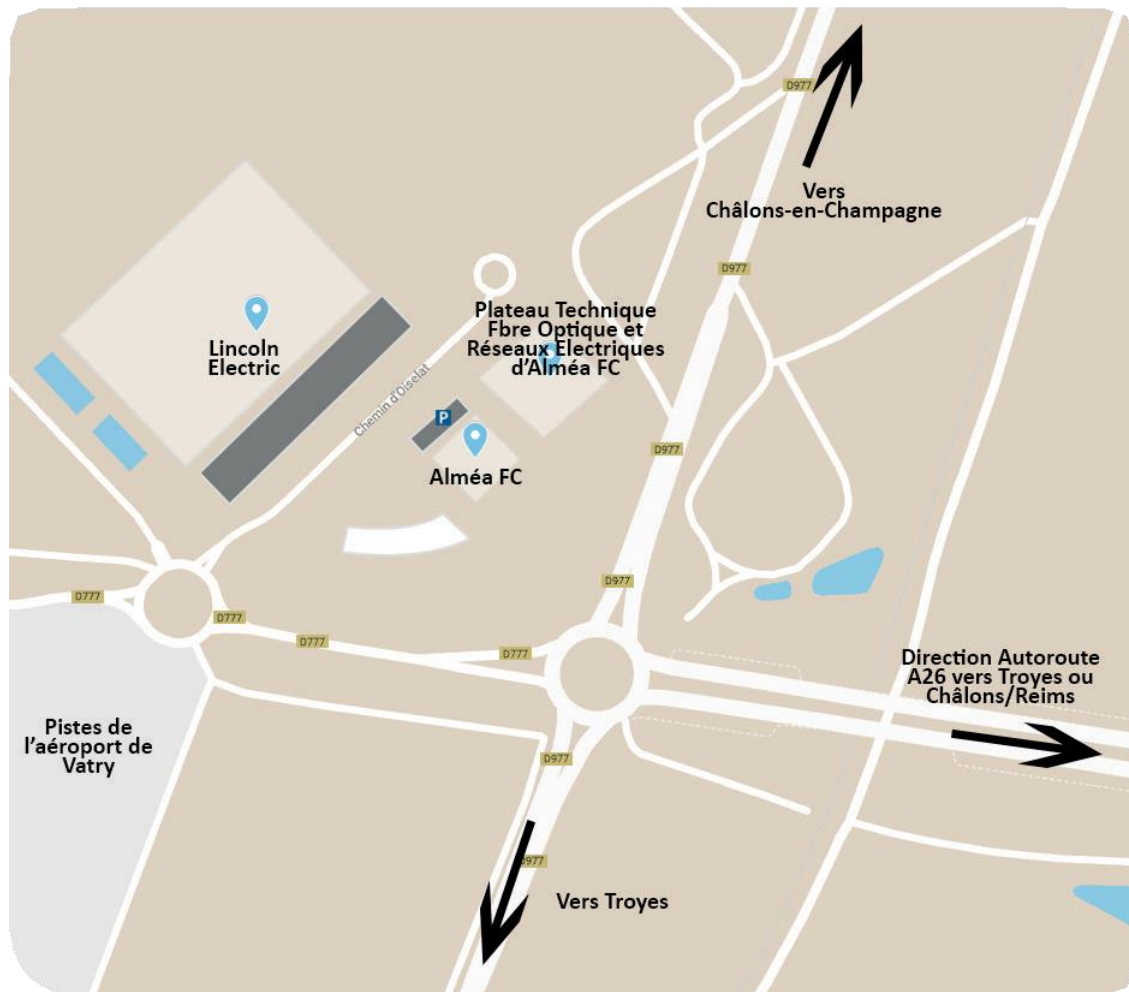 D977
Vers
Châlons-en-Champagne
D977
Plateau Technique
Fbre Optique et
Réseaux Electriques
d'Alméa FC
Lincoln
Electric
Chemin d'Oiselat
P
Alméa FC
D977
D977
D777
D777
D777
D777
Direction Autoroute
A26 vers Troyes ou
Châlons/Reims
Pistes de
l'aéroport de
Vatry
D977
D977
Vers Troyes